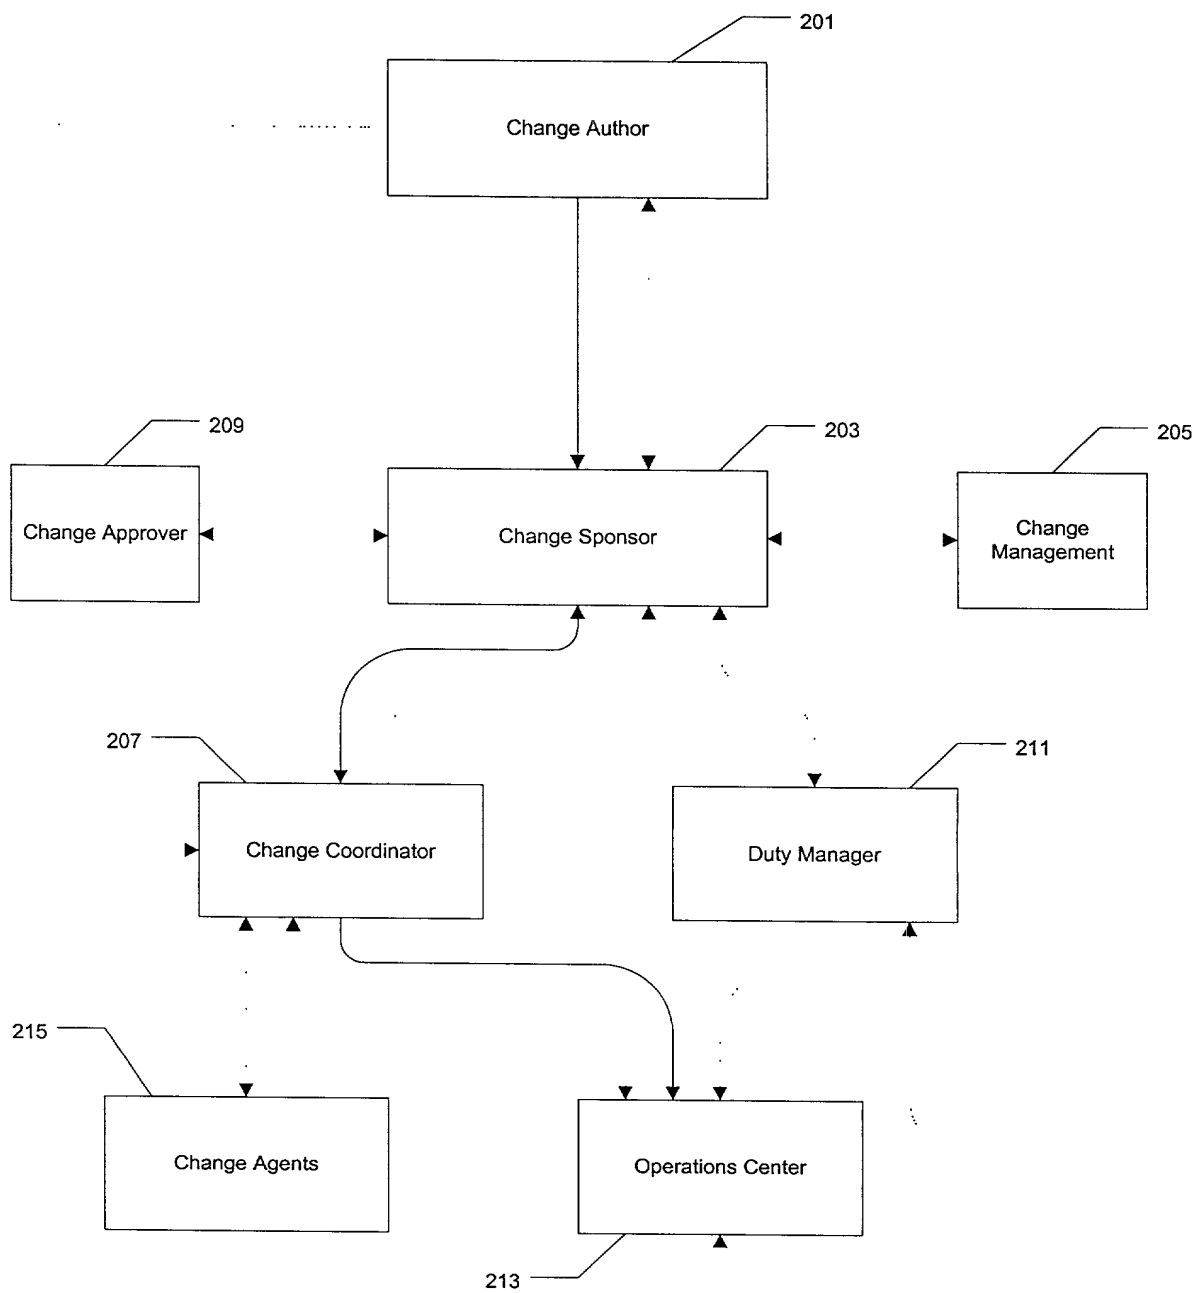 201
Change Author
209
203
205
Change Approver
Change Sponsor
Change
Management
207
211
Change Coordinator
Duty Manager
215
Change Agents
Operations Center
213